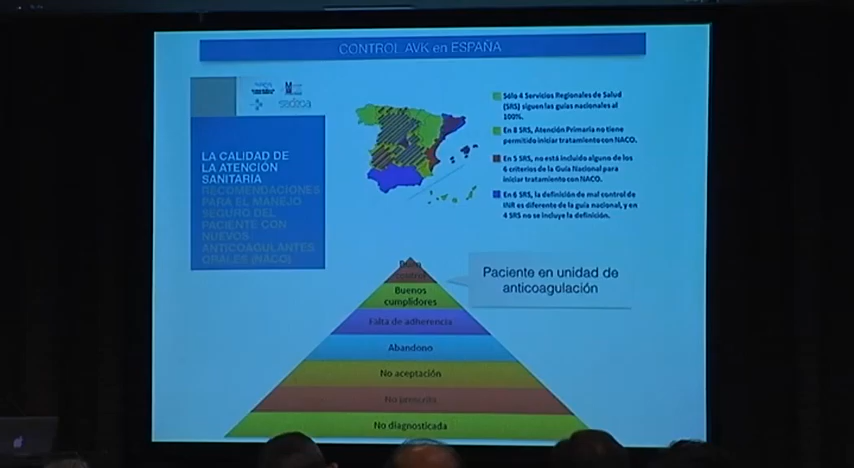 CONTROL AVK en ESPAÑA
sedisa
LA CALIDAD DE
LA ATENCIÓN
SANITARIA
RECOMENDACIONES
PARA EL MANEJO
SEGURO DEL
PACIENTE CON
NUEVOS
ANTICOAGULANTES
ORALES (NACO)
Sólo 4 Servicios Regionales de Salud
(SRS) siguen las guías nacionales al
100%.
En 8 SRS, Atención Primaria no tiene
permitido iniciar tratamiento con NACO.
En 5 SRS, no está incluido alguno de los
6 criterios de la Guía Nacional para
iniciar tratamiento con NACO.
En 6 SRS, la definición de mal control de
INR es diferente de la guía nacional, y en
4 SRS no se incluye la definición.
Buen
control
Buenos
cumplidores
Falta de adherencia
Abandono
No aceptación
No prescrita
No diagnosticada
Paciente en unidad de
anticoagulación